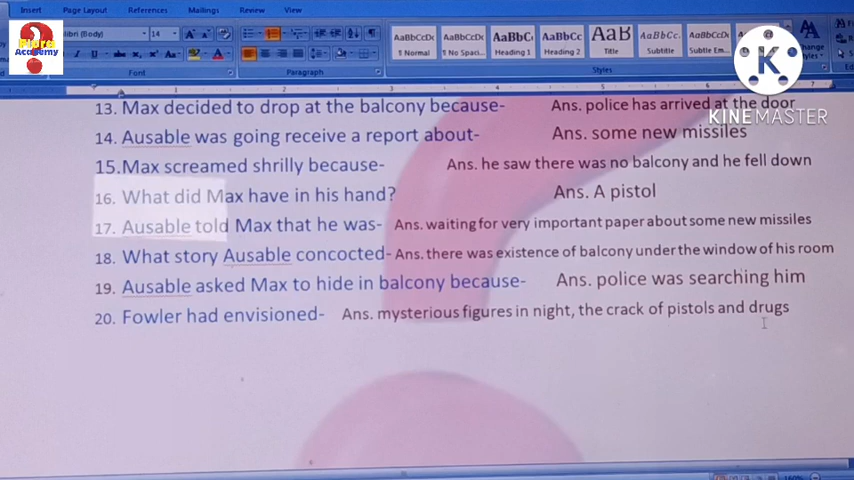 Insert Page Layout References Mailings Review View
libri (Body) 14
Font Paragraph Styles
AaBbCcDc AaBbCcDc AaBbC AaBbCc AaB AaBbCc. AaBbCcDc
¶ Normal ¶ No Spaci... Heading 1 Heading 2 Title Subtitle Subtle Em...
Academy
K
KINEMASTER
13. Max decided to drop at the balcony because- Ans. police has arrived at the door
14. Ausable was going receive a report about- Ans. some new missiles
15.Max screamed shrilly because- Ans. he saw there was no balcony and he fell down
16. What did Max have in his hand? Ans. A pistol
17. Ausable told Max that he was- Ans. waiting for very important paper about some new missiles
18. What story Ausable concocted- Ans. there was existence of balcony under the window of his room
19. Ausable asked Max to hide in balcony because- Ans. police was searching him
20. Fowler had envisioned- Ans. mysterious figures in night, the crack of pistols and drugs